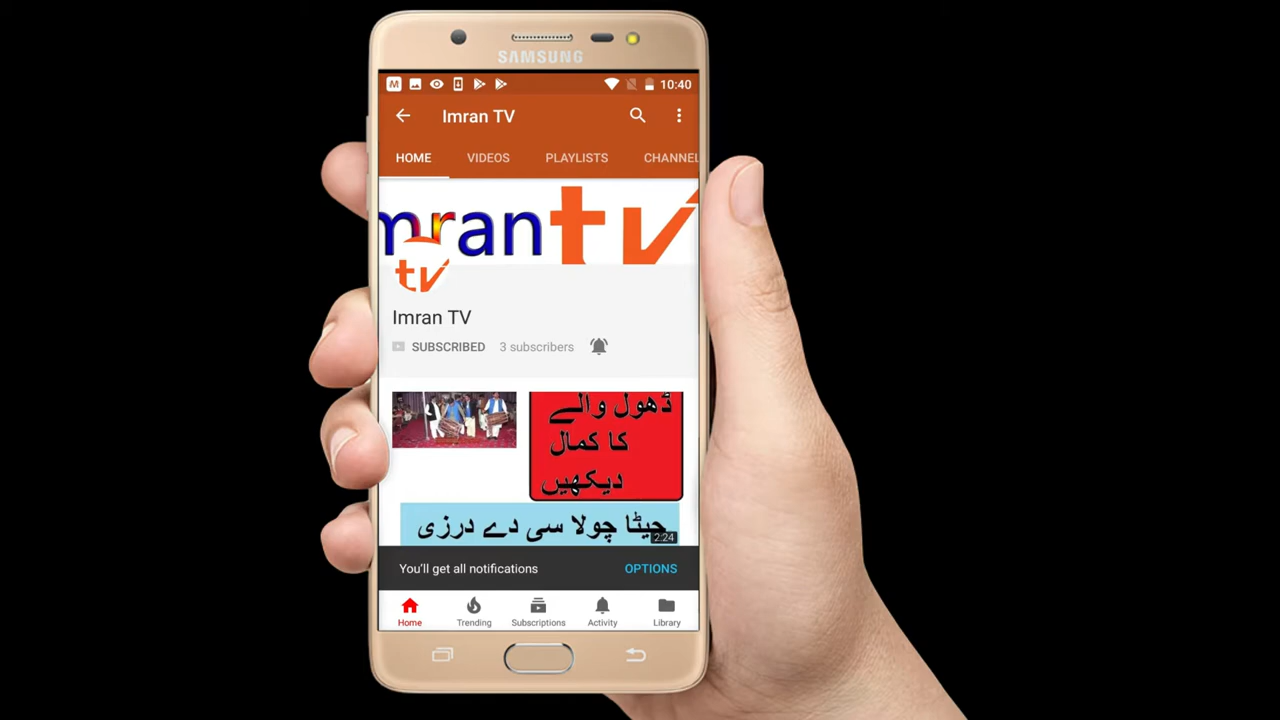 SAMSUNG
10:40
Imran TV
HOME VIDEOS PLAYLISTS CHANNEL
mran tv
tv
Imran TV
SUBSCRIBED 3 subscribers
ڈھول والے
کا کمال
دیکھیں
چِٹا چولا سی دے درزی
2:24
You'll get all notifications OPTIONS
Home Trending Subscriptions Activity Library